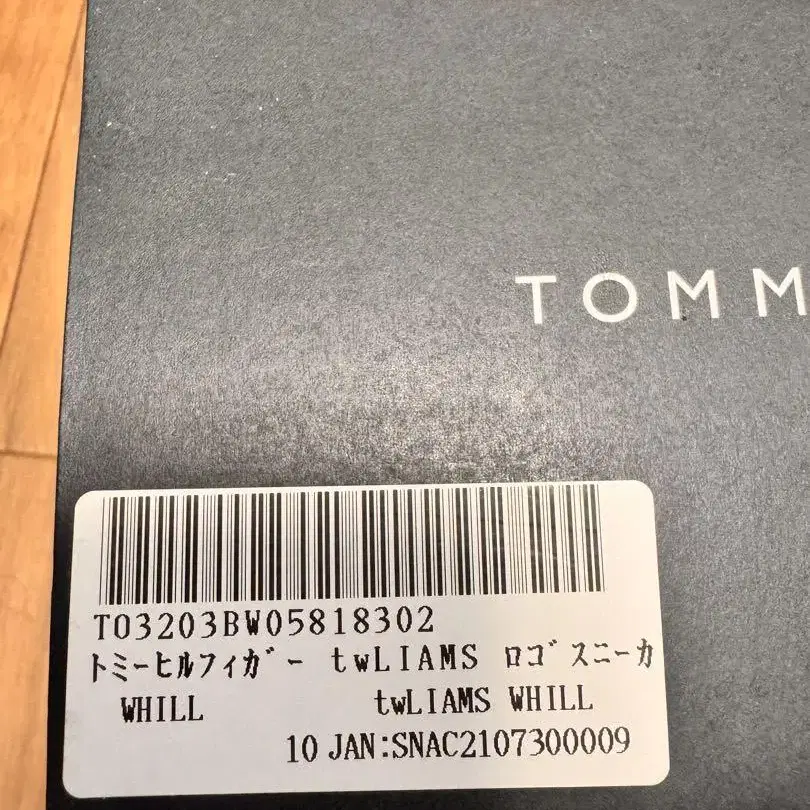 TOMM
T03203BW05818302
トミーヒルフィガー twLIAMS ロゴスニーカ
WHILL twLIAMS WHILL
10 JAN:SNAC2107300009